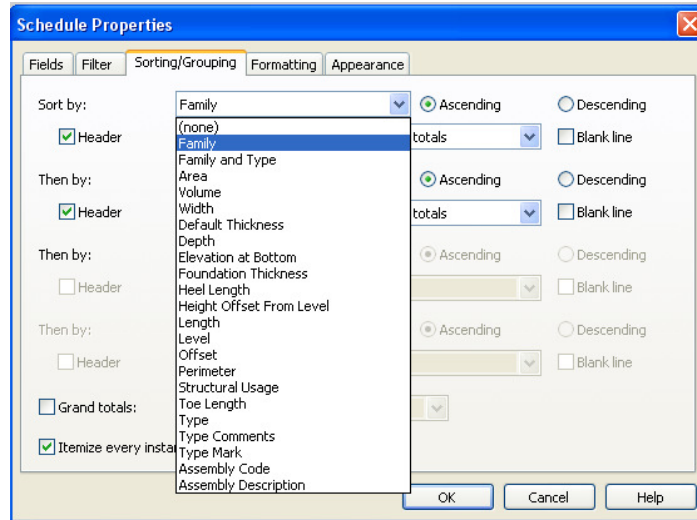 Schedule Properties
Fields Filter Sorting/Grouping Formatting Appearance
Sort by: Family Ascending Descending
Header totals Blank line
Then by: Ascending Descending
Header totals Blank line
Then by: Ascending Descending
Header Blank line
Then by: Ascending Descending
Header Blank line
Grand totals:
Itemize every insta
(none)
Family
Family and Type
Area
Volume
Width
Default Thickness
Depth
Elevation at Bottom
Foundation Thickness
Heel Length
Height Offset From Level
Length
Level
Offset
Perimeter
Structural Usage
Toe Length
Type
Type Comments
Type Mark
Assembly Code
Assembly Description
OK Cancel Help